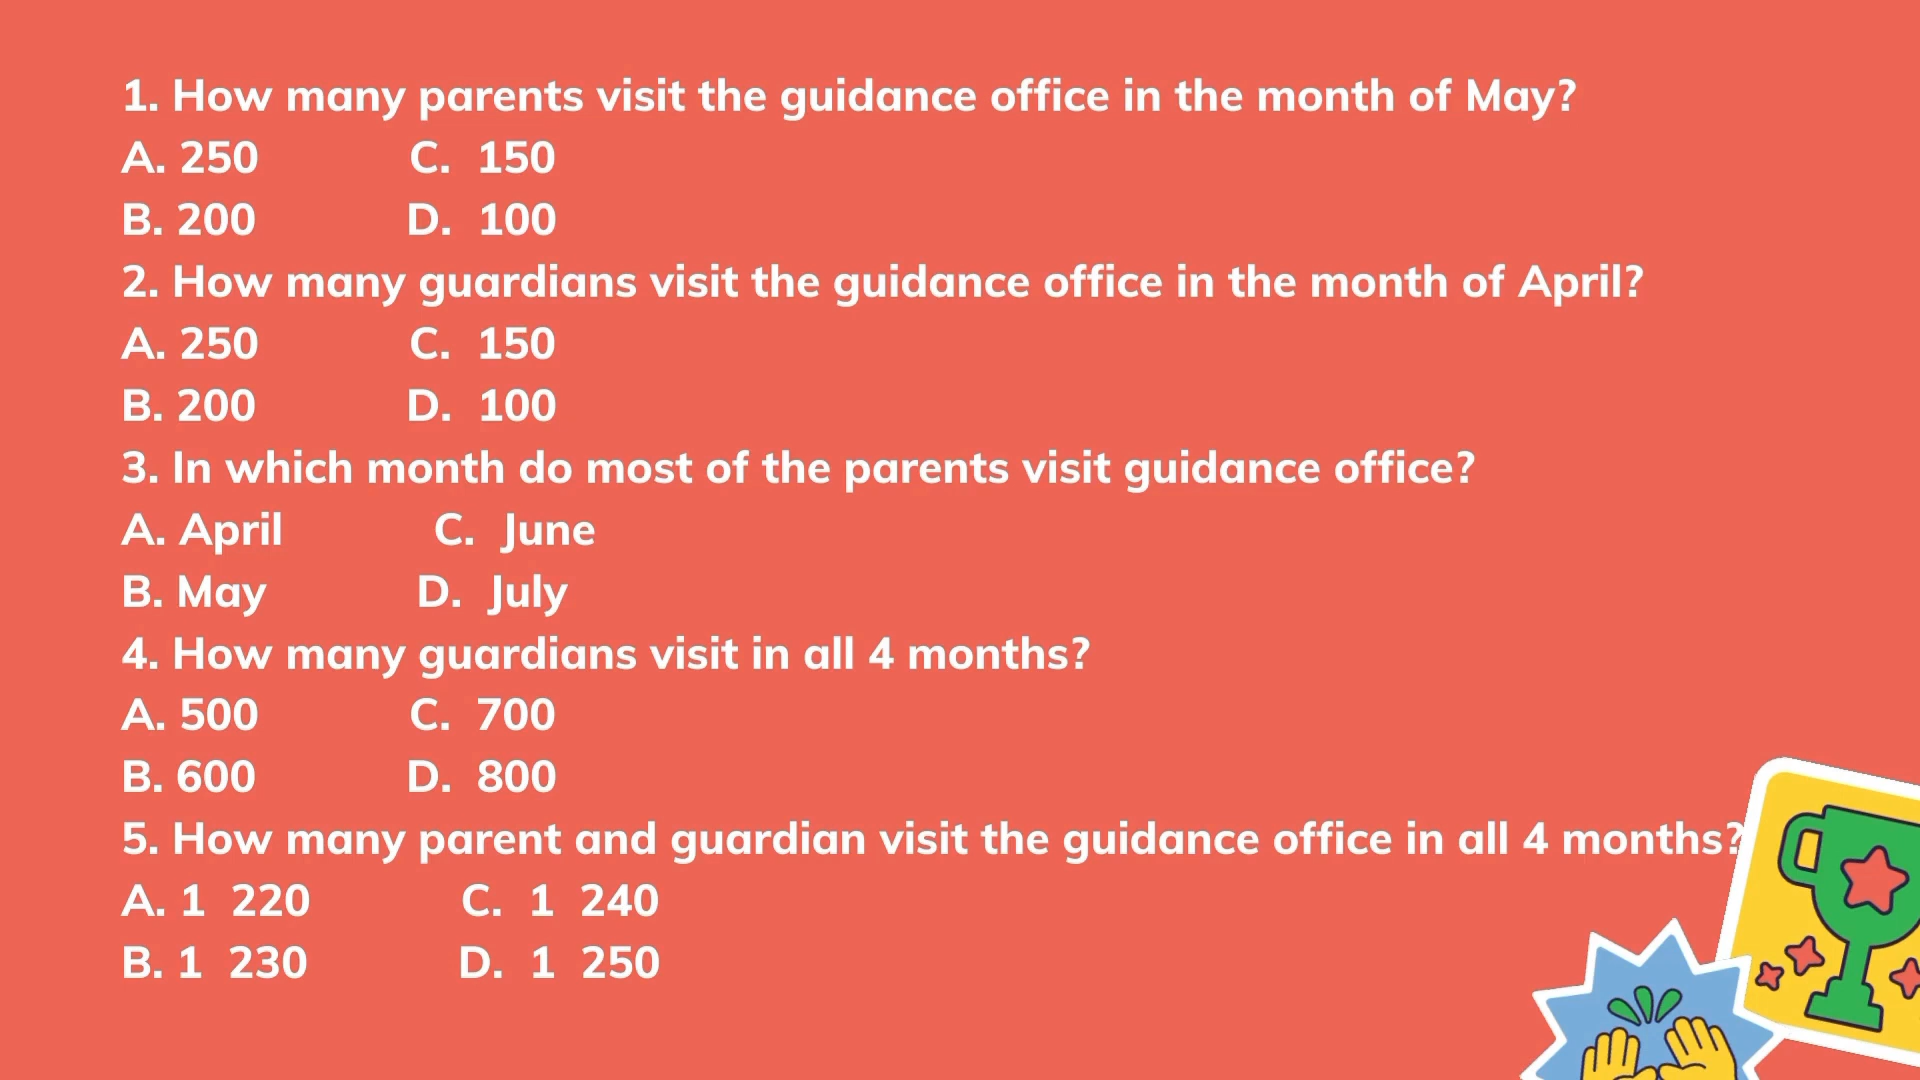 1. How many parents visit the guidance office in the month of May?
A. 250 C. 150
B. 200 D. 100
2. How many guardians visit the guidance office in the month of April?
A. 250 C. 150
B. 200 D. 100
3. In which month do most of the parents visit guidance office?
A. April C. June
B. May D. July
4. How many guardians visit in all 4 months?
A. 500 C. 700
B. 600 D. 800
5. How many parent and guardian visit the guidance office in all 4 months?
A. 1 220 C. 1 240
B. 1 230 D. 1 250